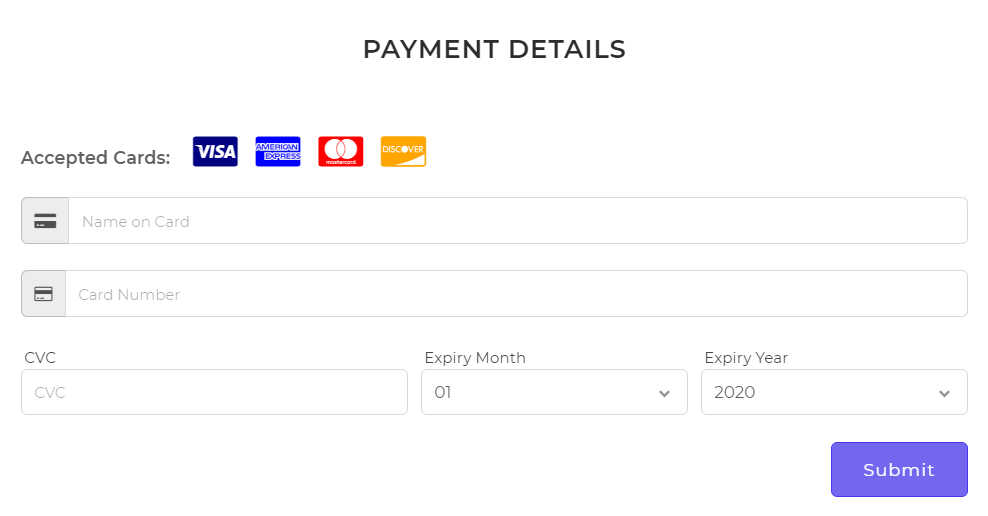 PAYMENT DETAILS
Accepted Cards: VISA AMERICAN EXPRESS mastercard. DISCOVER
Name on Card
Card Number
CVC Expiry Month Expiry Year
CVC 01 2020
Submit